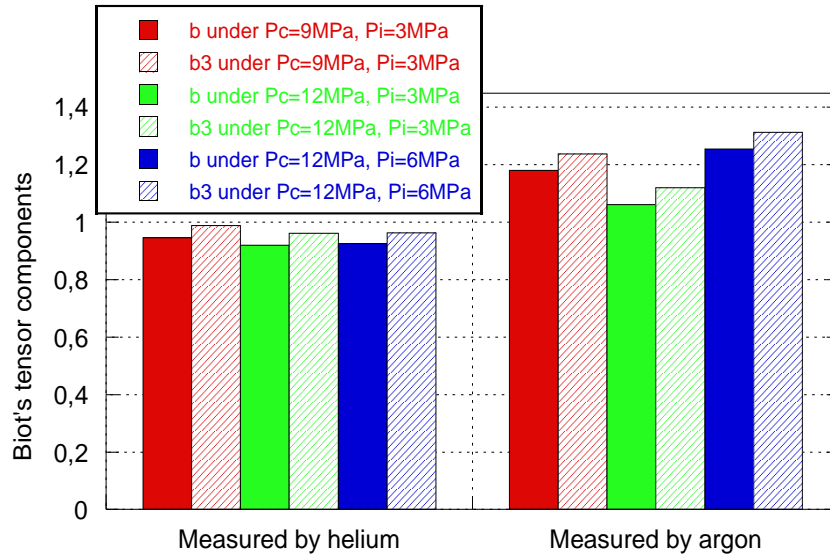 b under Pc=9MPa, Pi=3MPa
b3 under Pc=9MPa, Pi=3MPa
b under Pc=12MPa, Pi=3MPa
b3 under Pc=12MPa, Pi=3MPa
b under Pc=12MPa, Pi=6MPa
b3 under Pc=12MPa, Pi=6MPa
Biot's tensor components
1,4
1,2
1
0,8
0,6
0,4
0,2
0
Measured by helium
Measured by argon